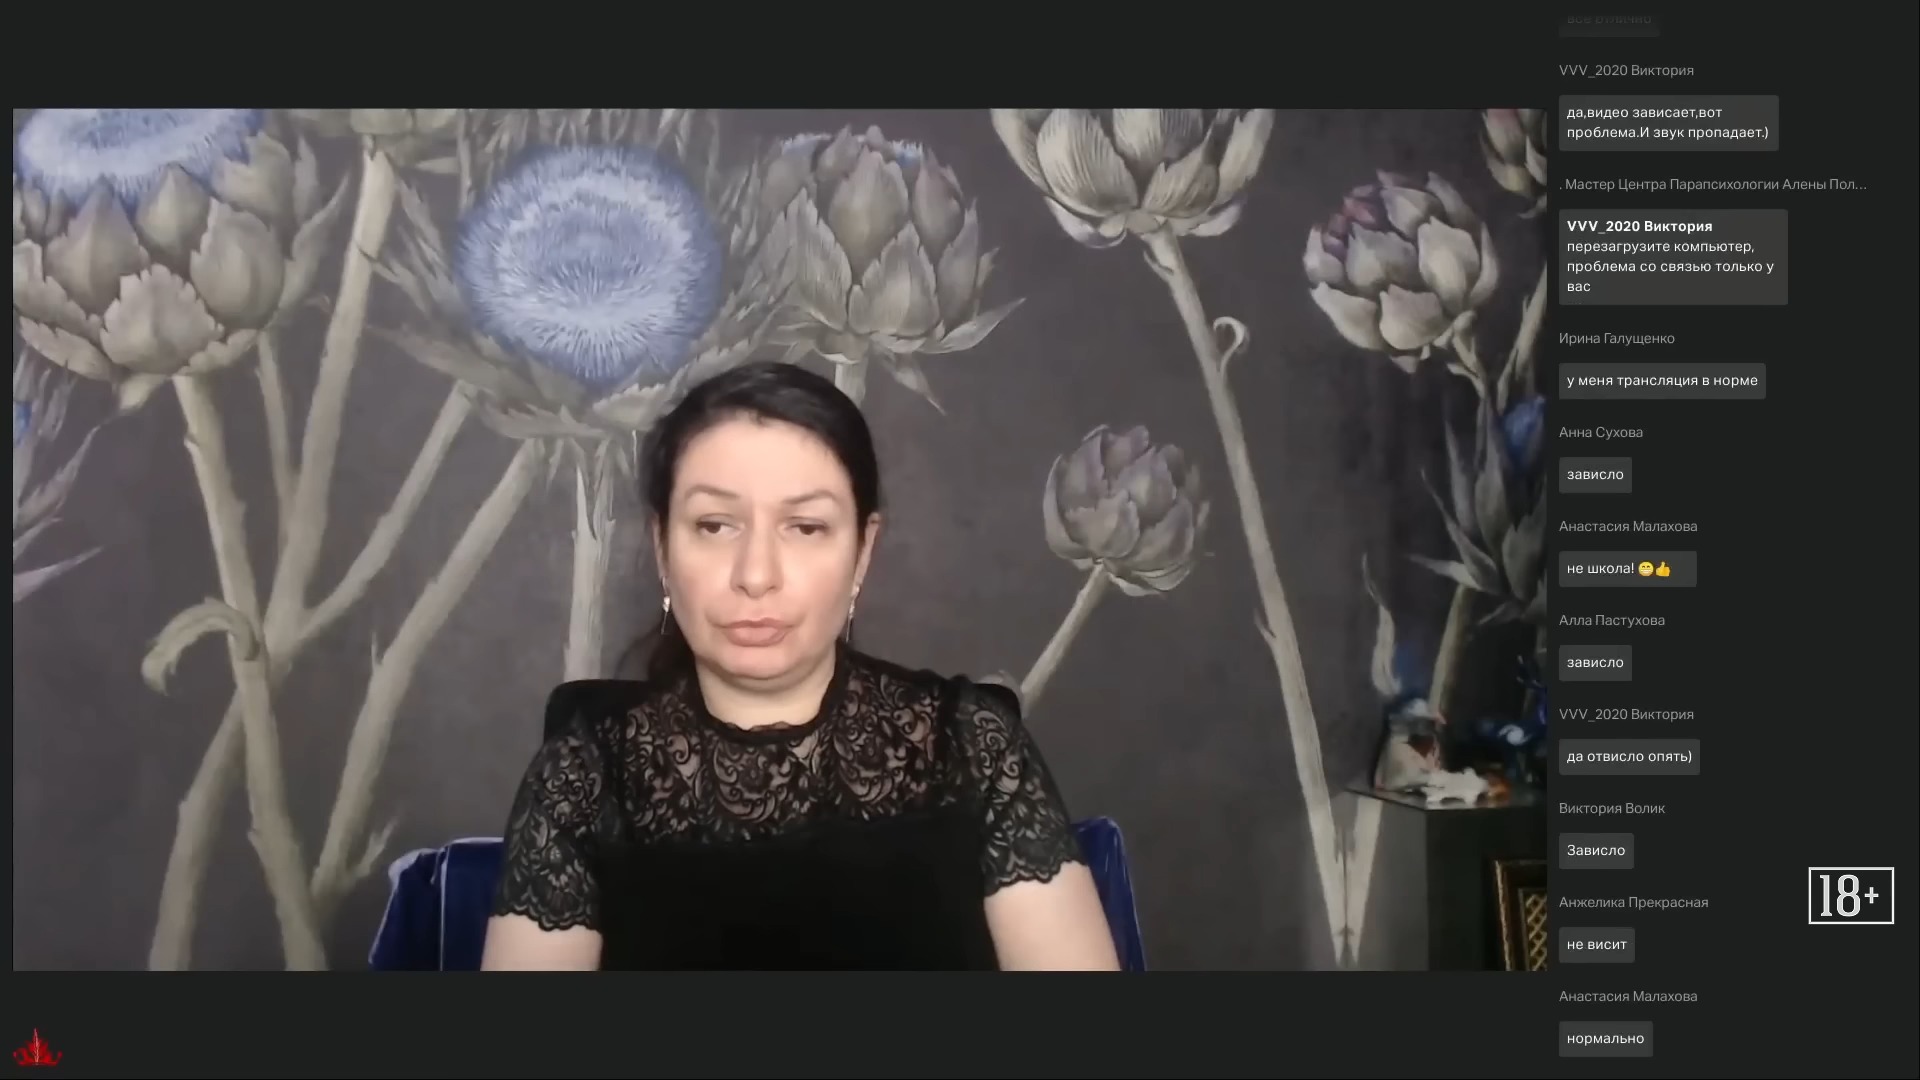 все отлично
VVV_2020 Виктория
да,видео зависает,вот
проблема.И звук пропадает.)
. Мастер Центра Парапсихологии Алены Пол...
VVV_2020 Виктория
перезагрузите компьютер,
проблема со связью только у
вас
Ирина Галущенко
у меня трансляция в норме
Анна Сухова
зависло
Анастасия Малахова
не школа! 😁👍
Алла Пастухова
зависло
VVV_2020 Виктория
да отвисло опять)
Виктория Волик
Зависло
18+
Анжелика Прекрасная
не висит
Анастасия Малахова
нормально